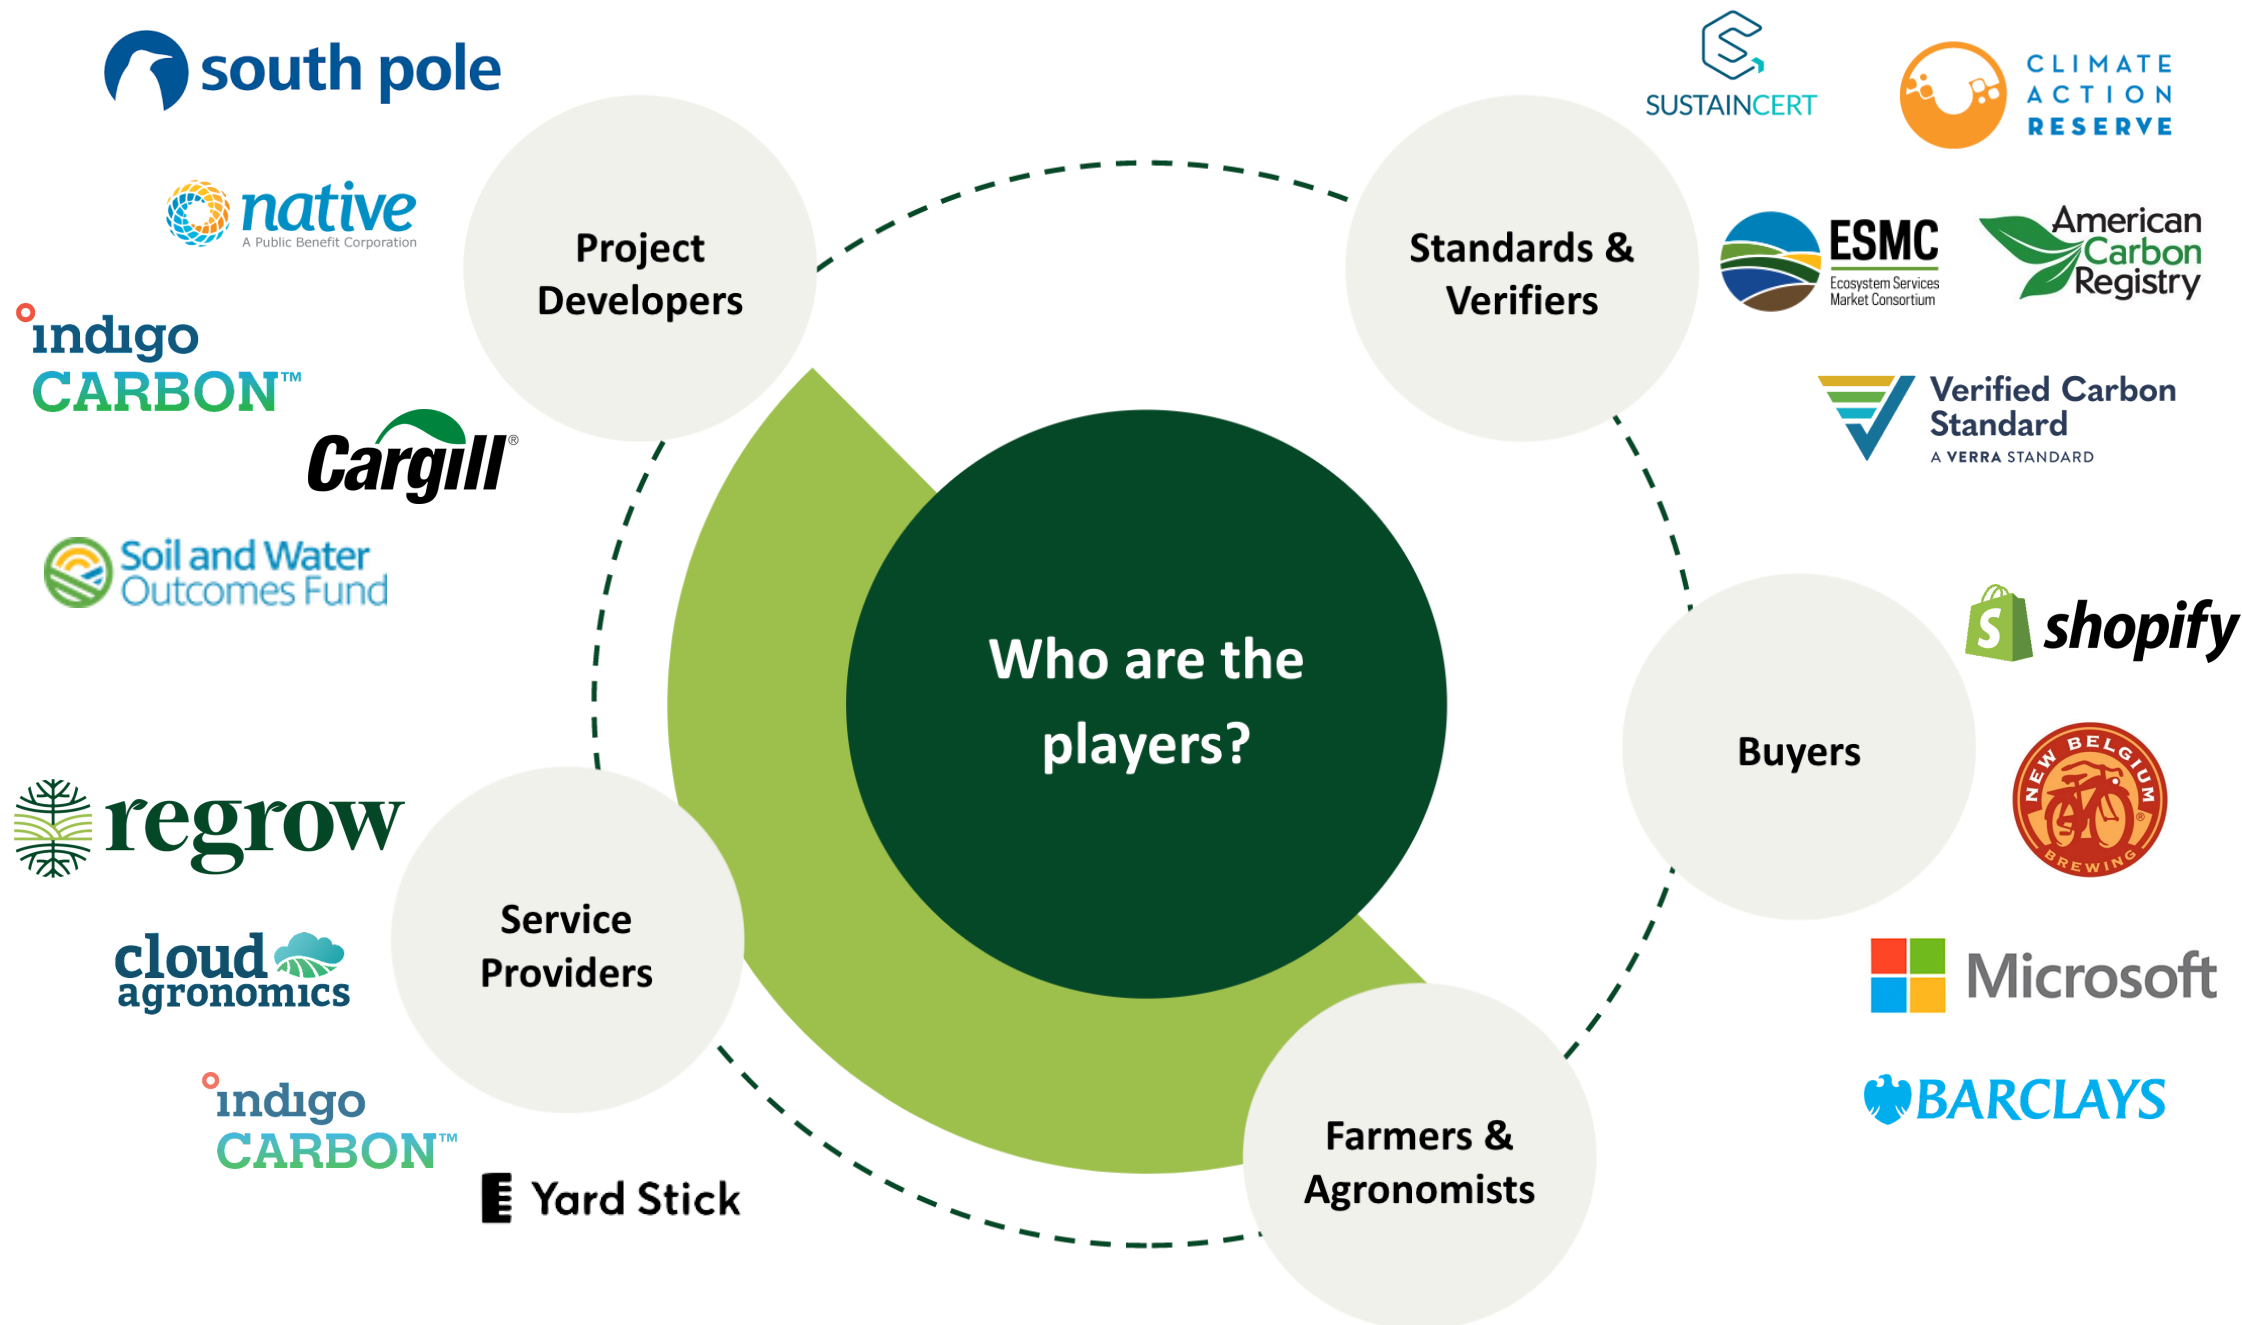 south pole
native
A Public Benefit Corporation
indigo
CARBON™
Cargill®
Soil and Water
Outcomes Fund
Project
Developers
SUSTAINCERT
CLIMATE
ACTION
RESERVE
Standards &
Verifiers
ESMC
Ecosystem Services
Market Consortium
American
Carbon
Registry
Verified Carbon
Standard
A VERRA STANDARD
Who are the
players?
Buyers
S shopify
NEW BELGIUM
®
BREWING
Microsoft
BARCLAYS
regrow
cloud
agronomics
indigo
CARBON™
Yard Stick
Service
Providers
Farmers &
Agronomists